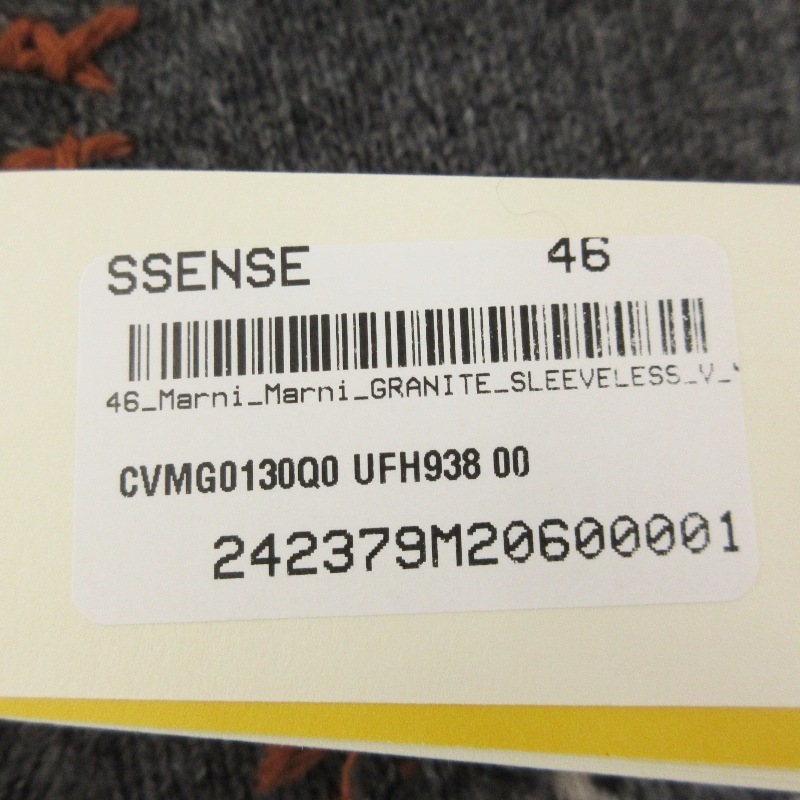 SSENSE 46
46_Marni_Marni_GRANITE_SLEEVELESS_V_
CVMG0130Q0 UFH938 00
242379M20600001